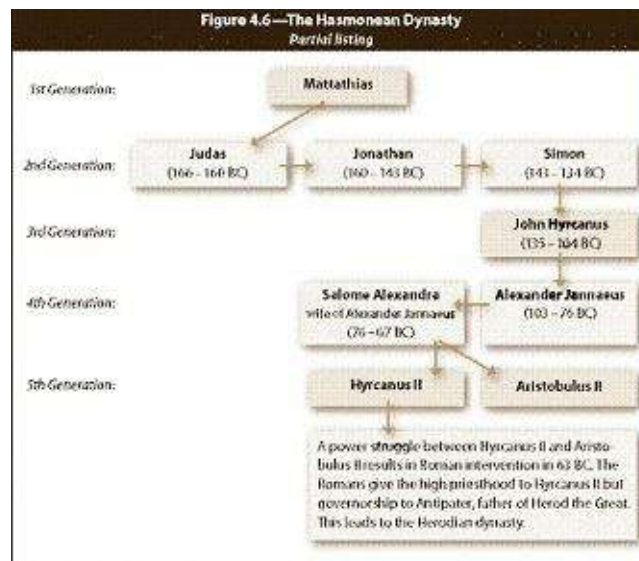 Figure 4.6—The Hasmonean Dynasty
Partial listing
1st Generation:
Mattathias
2nd Generation:
Judas
(166 – 160 BC)
Jonathan
(160 – 143 BC)
Simon
(143 – 134 BC)
3rd Generation:
John Hyrcanus
(135 – 104 BC)
4th Generation:
Salome Alexandra
wife of Alexander Jannaeus
(76 – 67 BC)
Alexander Jannaeus
(103 – 76 BC)
5th Generation:
Hyrcanus II
Aristobulus II
A power struggle between Hyrcanus II and Aristo-
bulus II results in Roman intervention in 63 BC. The
Romans give the high priesthood to Hyrcanus II but
governorship to Antipater, father of Herod the Great.
This leads to the Herodian dynasty.